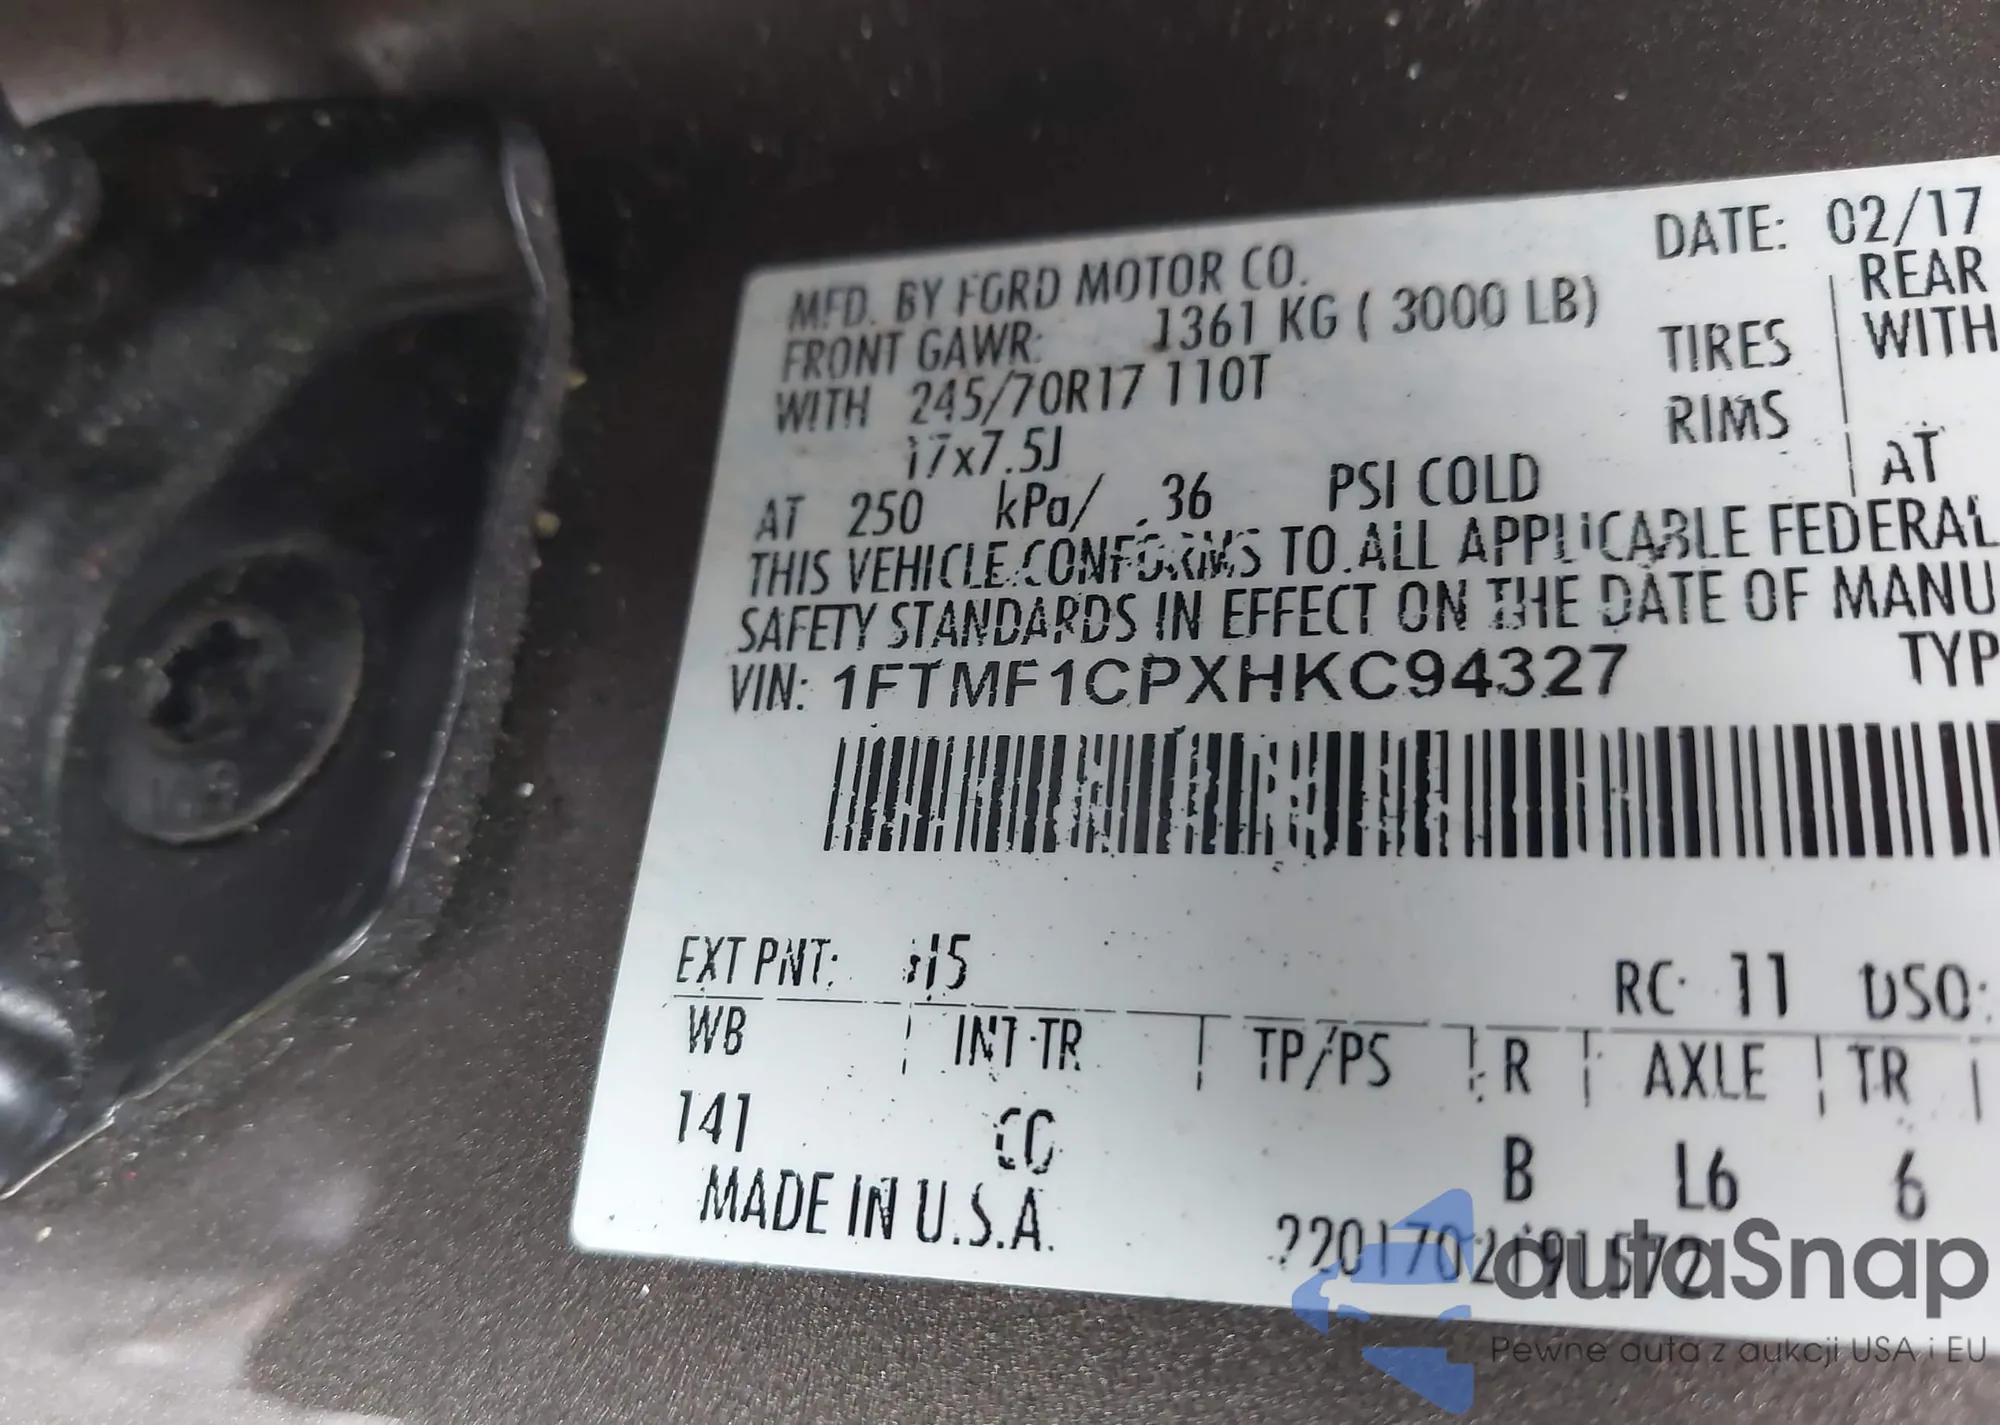 DATE: 02/17
MFD. BY FORD MOTOR CO.
FRONT GAWR: 1361 KG ( 3000 LB)
REAR
WITH 245/70R17 110T TIRES WITH
17x7.5J RIMS
AT 250 kPa/ 36 PSI COLD AT
THIS VEHICLE CONFORMS TO ALL APPLICABLE FEDERAL
SAFETY STANDARDS IN EFFECT ON THE DATE OF MANU
VIN: 1FTMF1CPXHKC94327 TYP
EXT PNT: RC: 11 DSO:
WB INT TR TP/PS R AXLE TR
141 B L6 6
MADE IN U.S.A.
autaSnap
Pewne auta z aukcji USA i EU